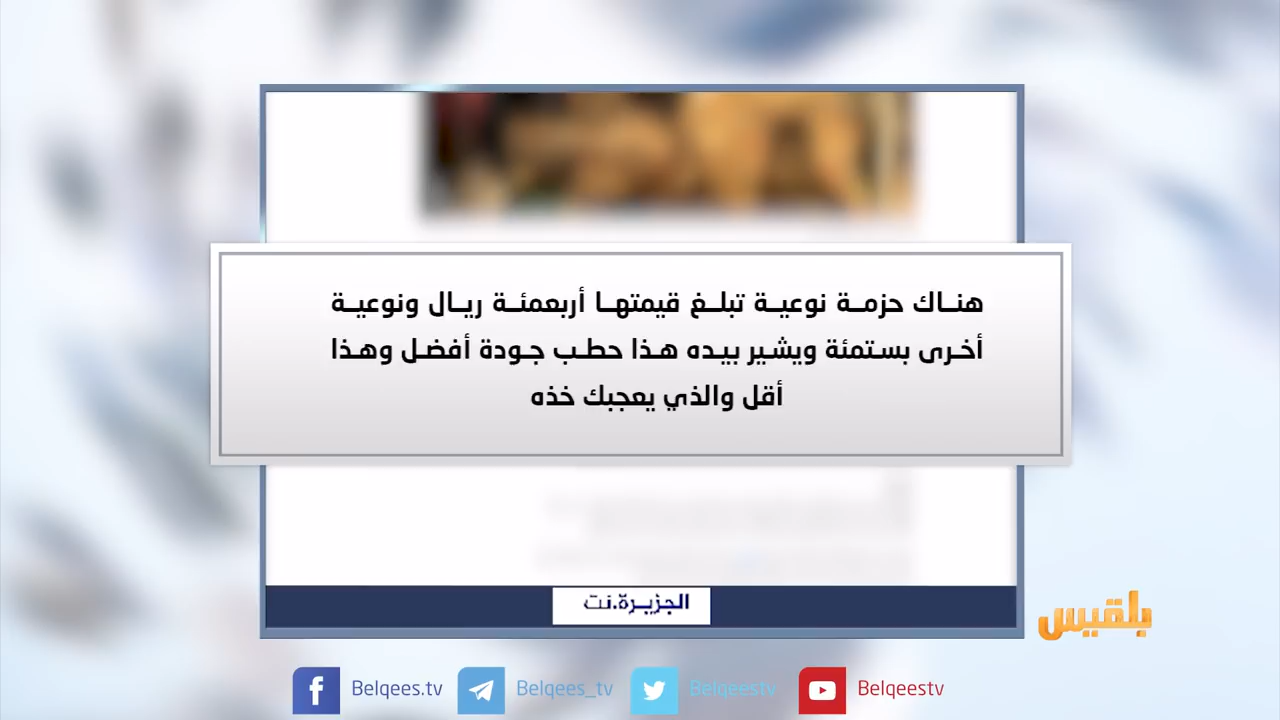 هناك حزمة نوعية تبلغ قيمتها أربعمئة ريال ونوعية
أخرى بستمئة ويشير بيده هذا حطب جودة أفضل وهذا
أقل والذي يعجبك خذه
الجزيرة.نت
بلقيس
Belqees.tv
Belqees_tv
Belqeestv
Belqeestv